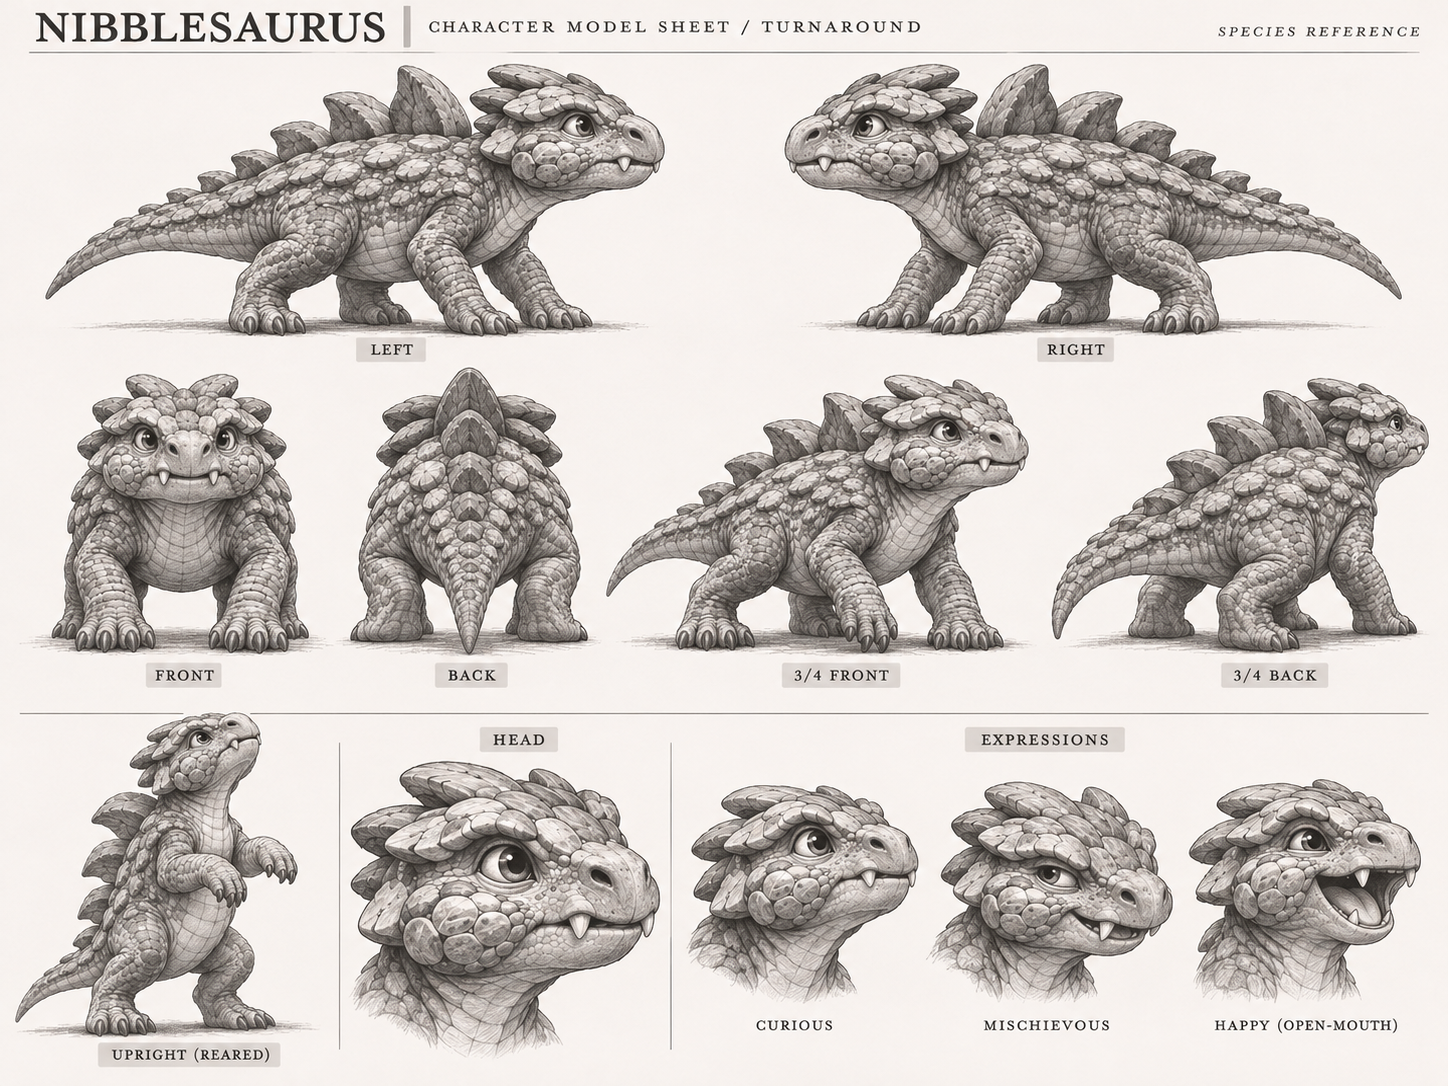 NIBBLESAURUS
CHARACTER MODEL SHEET / TURNAROUND
SPECIES REFERENCE
LEFT
RIGHT
FRONT
BACK
3/4 FRONT
3/4 BACK
HEAD
EXPRESSIONS
CURIOUS
MISCHIEVOUS
HAPPY (OPEN-MOUTH)
UPRIGHT (REARED)